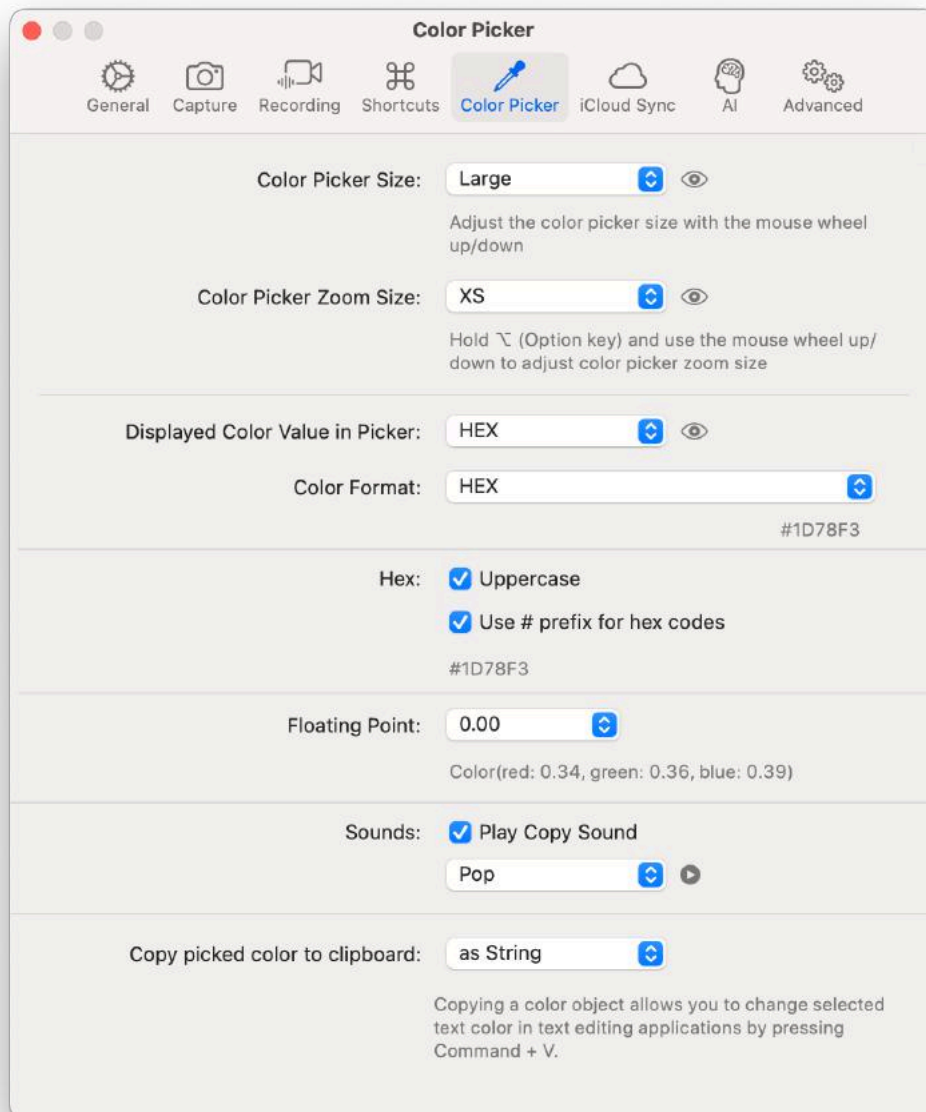 Color Picker
General Capture Recording Shortcuts Color Picker iCloud Sync AI Advanced
Color Picker Size: Large
Adjust the color picker size with the mouse wheel
up/down
Color Picker Zoom Size: XS
Hold ⌥ (Option key) and use the mouse wheel up/
down to adjust color picker zoom size
Displayed Color Value in Picker: HEX
Color Format: HEX
#1D78F3
Hex: Uppercase
Use # prefix for hex codes
#1D78F3
Floating Point: 0.00
Color(red: 0.34, green: 0.36, blue: 0.39)
Sounds: Play Copy Sound
Pop
Copy picked color to clipboard: as String
Copying a color object allows you to change selected
text color in text editing applications by pressing
Command + V.